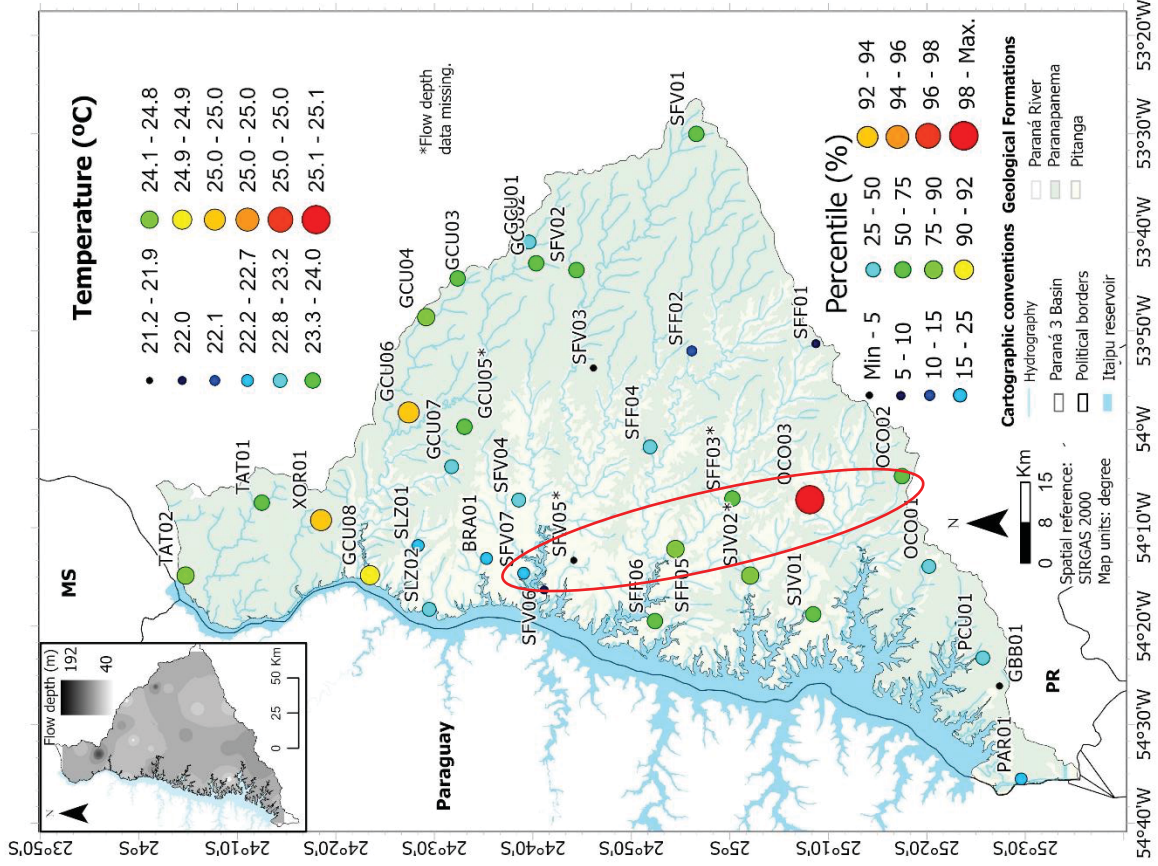 MS
Paraguay
PR
N
Flow depth (m)
192
40
0 25 50 Km
Temperature (ºC)
21.2 - 21.9
22.0
22.1
22.2 - 22.7
22.8 - 23.2
23.3 - 24.0
24.1 - 24.8
24.9 - 24.9
25.0 - 25.0
25.0 - 25.0
25.0 - 25.0
25.1 - 25.1
*Flow depth
data missing.
TAT02
TAT01
XOR01
GCU08
GCU06
GCU04
GCU03
GCU07
GCU05*
GCU02
GCU01
SLZ01
SLZ02
BRA01
SFV04
SFV07
SFV05*
SFV06
SFV02
SFV03
SFV01
SFF04
SFF02
SFF01
SFF03*
SFF06
SFF05
SJV02*
SJV01
OCO03
OCO02
OCO01
PCU01
GBB01
PAR01
Percentile (%)
Min - 5
5 - 10
10 - 15
15 - 25
25 - 50
50 - 75
75 - 90
90 - 92
92 - 94
94 - 96
96 - 98
98 - Max.
N
0 8 15 Km
Spatial reference:
SIRGAS 2000
Map units: degree
Cartographic conventions
Hydrography
Paraná 3 Basin
Political borders
Itaipu reservoir
Geological Formations
Paraná River
Paranapanema
Pitanga
23°50'S
24°S
24°10'S
24°20'S
24°30'S
24°40'S
24°50'S
25°S
25°10'S
25°20'S
25°30'S
54°40'W
54°30'W
54°20'W
54°10'W
54°W
53°50'W
53°40'W
53°30'W
53°20'W